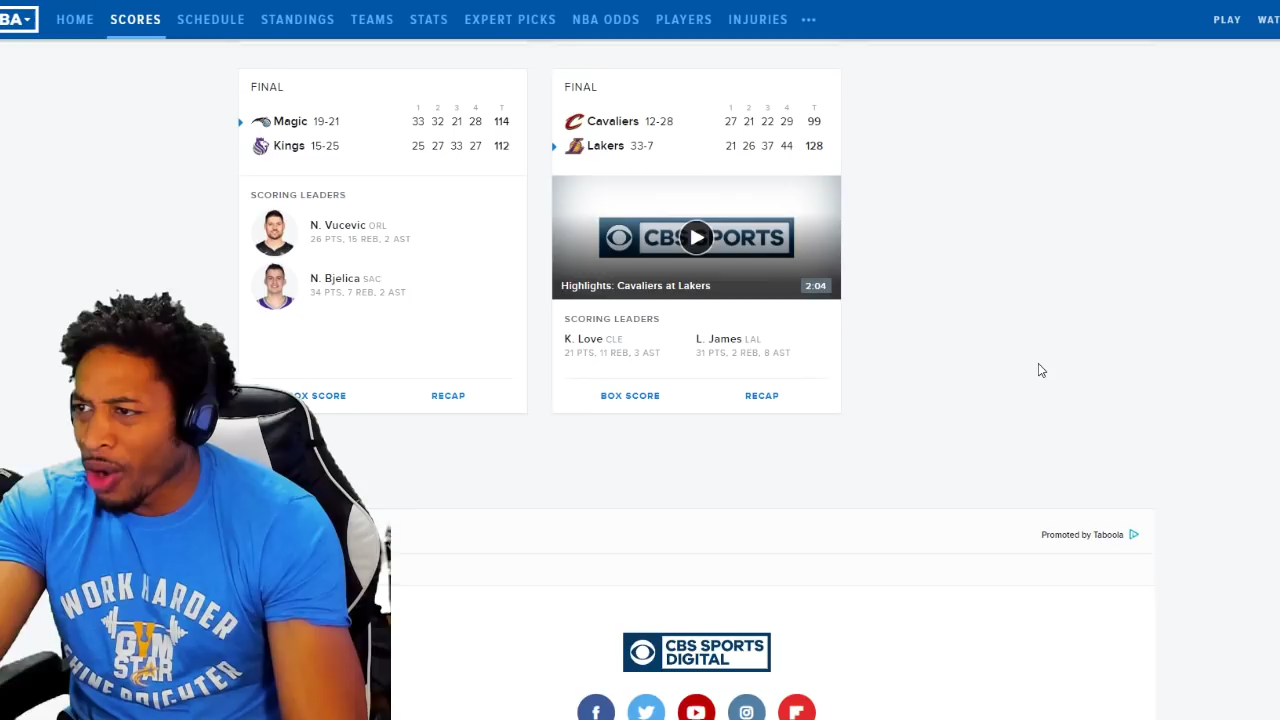 BA
HOME SCORES SCHEDULE STANDINGS TEAMS STATS EXPERT PICKS NBA ODDS PLAYERS INJURIES ••• PLAY WAT
FINAL
1 2 3 4 T
Magic 19-21 33 32 21 28 114
Kings 15-25 25 27 33 27 112
SCORING LEADERS
N. Vucevic ORL
26 PTS, 15 REB, 2 AST
N. Bjelica SAC
34 PTS, 7 REB, 2 AST
OX SCORE RECAP
FINAL
1 2 3 4 T
Cavaliers 12-28 27 21 22 29 99
Lakers 33-7 21 26 37 44 128
CBS SPORTS
Highlights: Cavaliers at Lakers 2:04
SCORING LEADERS
K. Love CLE L. James LAL
21 PTS, 11 REB, 3 AST 31 PTS, 2 REB, 8 AST
BOX SCORE RECAP
Promoted by Taboola
WORK HARDER
GYM
STAR
SHINE BRIGHTER
CBS SPORTS
DIGITAL